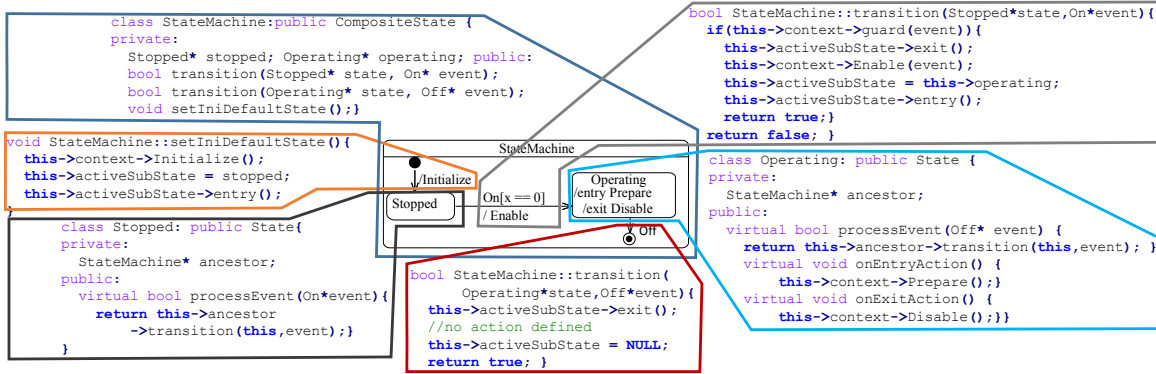 class StateMachine:public CompositeState {
private:
Stopped* stopped; Operating* operating; public:
bool transition(Stopped* state, On* event);
bool transition(Operating* state, Off* event);
void setIniDefaultState();}
bool StateMachine::transition(Stopped*state,On*event){
if(this->context->guard(event)){
this->activeSubState->exit();
this->context->Enable(event);
this->activeSubState = this->operating;
this->activeSubState->entry();
return true;}
return false; }
void StateMachine::setIniDefaultState(){
this->context->Initialize();
this->activeSubState = stopped;
this->activeSubState->entry();
}
StateMachine
/Initialize
Stopped
On[x == 0]
/ Enable
Operating
/entry Prepare
/exit Disable
Off
class Operating: public State {
private:
StateMachine* ancestor;
public:
virtual bool processEvent(Off* event) {
return this->ancestor->transition(this,event); }
virtual void onEntryAction() {
this->context->Prepare();}
virtual void onExitAction() {
this->context->Disable();}}
class Stopped: public State{
private:
StateMachine* ancestor;
public:
virtual bool processEvent(On*event){
return this->ancestor
->transition(this,event);}
}
bool StateMachine::transition(
Operating*state,Off*event){
this->activeSubState->exit();
//no action defined
this->activeSubState = NULL;
return true; }